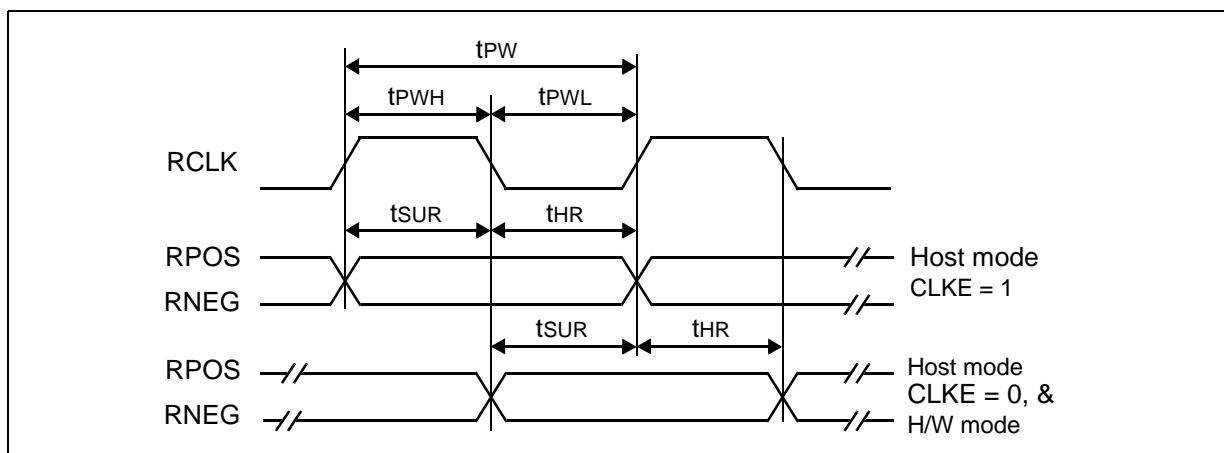 tPW
tPWH tPWL
RCLK
tSUR tHR
RPOS Host mode
RNEG CLKE = 1
tSUR tHR
RPOS Host mode
CLKE = 0, &
RNEG H/W mode